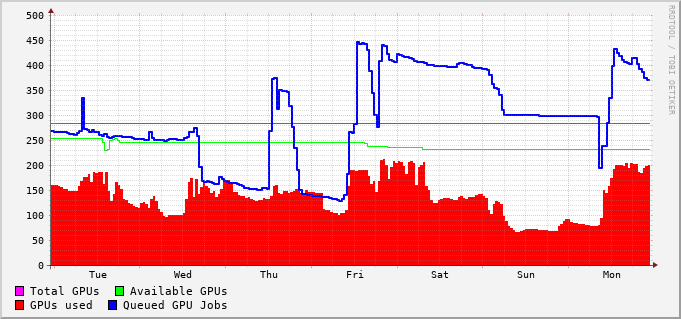 500
450
400
350
300
250
200
150
100
50
0
Tue Wed Thu Fri Sat Sun Mon
Total GPUs Available GPUs
GPUs used Queued GPU Jobs
RRDTOOL / TOBI OETIKER